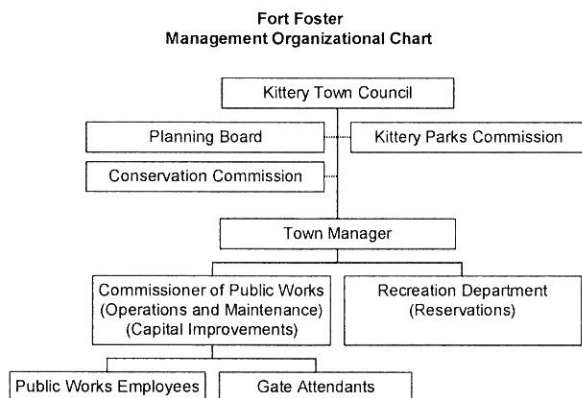 Fort Foster
Management Organizational Chart
Kittery Town Council
Planning Board
Kittery Parks Commission
Conservation Commission
Town Manager
Commissioner of Public Works
(Operations and Maintenance)
(Capital Improvements)
Recreation Department
(Reservations)
Public Works Employees
Gate Attendants